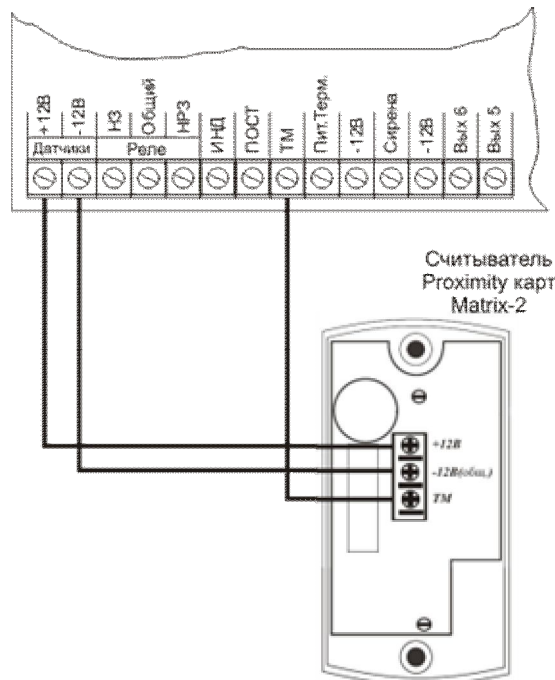 +12В
-12В
НЗ
Общий
НРЗ
ИНД
ПОСТ
ТМ
Пит.Терм.
-12В
Сирена
-12В
Вых 6
Вых 5
Датчики
Реле
Считыватель
Proximity карт
Matrix-2
+12В
-12В(общ.)
ТМ